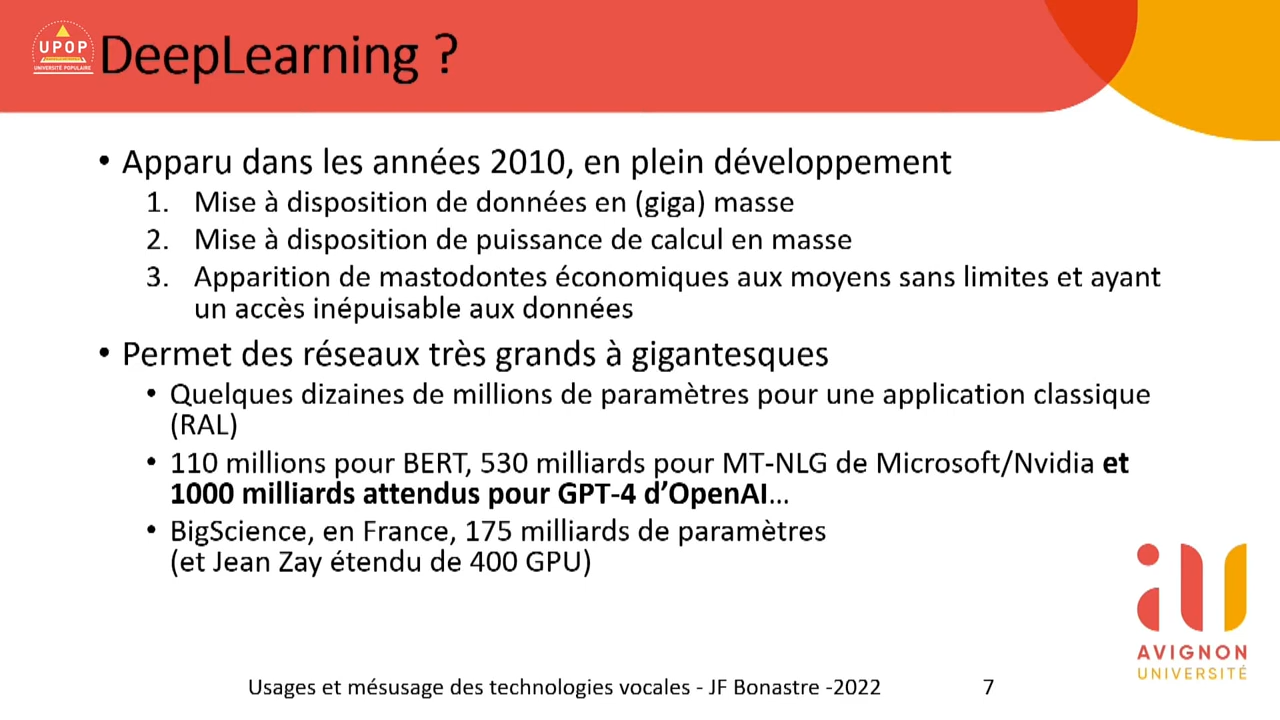 UPOP
UNIVERSITÉ POPULAIRE
DeepLearning ?
• Apparu dans les années 2010, en plein développement
1. Mise à disposition de données en (giga) masse
2. Mise à disposition de puissance de calcul en masse
3. Apparition de mastodontes économiques aux moyens sans limites et ayant
un accès inépuisable aux données
• Permet des réseaux très grands à gigantesques
• Quelques dizaines de millions de paramètres pour une application classique
(RAL)
• 110 millions pour BERT, 530 milliards pour MT-NLG de Microsoft/Nvidia et
1000 milliards attendus pour GPT-4 d’OpenAI…
• BigScience, en France, 175 milliards de paramètres
(et Jean Zay étendu de 400 GPU)
AVIGNON
UNIVERSITÉ
Usages et mésusage des technologies vocales - JF Bonastre -2022
7